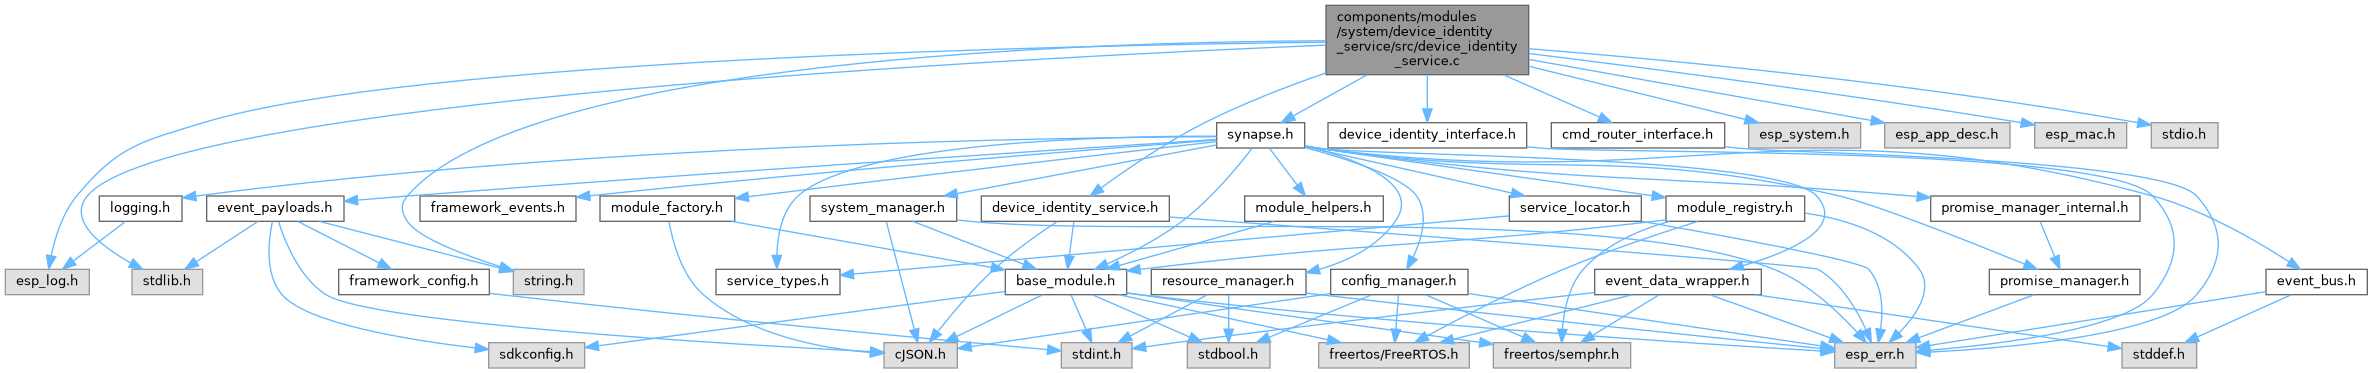 components/modules
/system/device_identity
_service/src/device_identity
_service.c
synapse.h
device_identity_interface.h
cmd_router_interface.h
esp_system.h
esp_app_desc.h
esp_mac.h
stdio.h
logging.h
event_payloads.h
framework_events.h
module_factory.h
system_manager.h
device_identity_service.h
module_helpers.h
service_locator.h
module_registry.h
promise_manager_internal.h
esp_log.h
stdlib.h
framework_config.h
string.h
service_types.h
base_module.h
resource_manager.h
config_manager.h
event_data_wrapper.h
promise_manager.h
event_bus.h
sdkconfig.h
cJSON.h
stdint.h
stdbool.h
freertos/FreeRTOS.h
freertos/semphr.h
esp_err.h
stddef.h